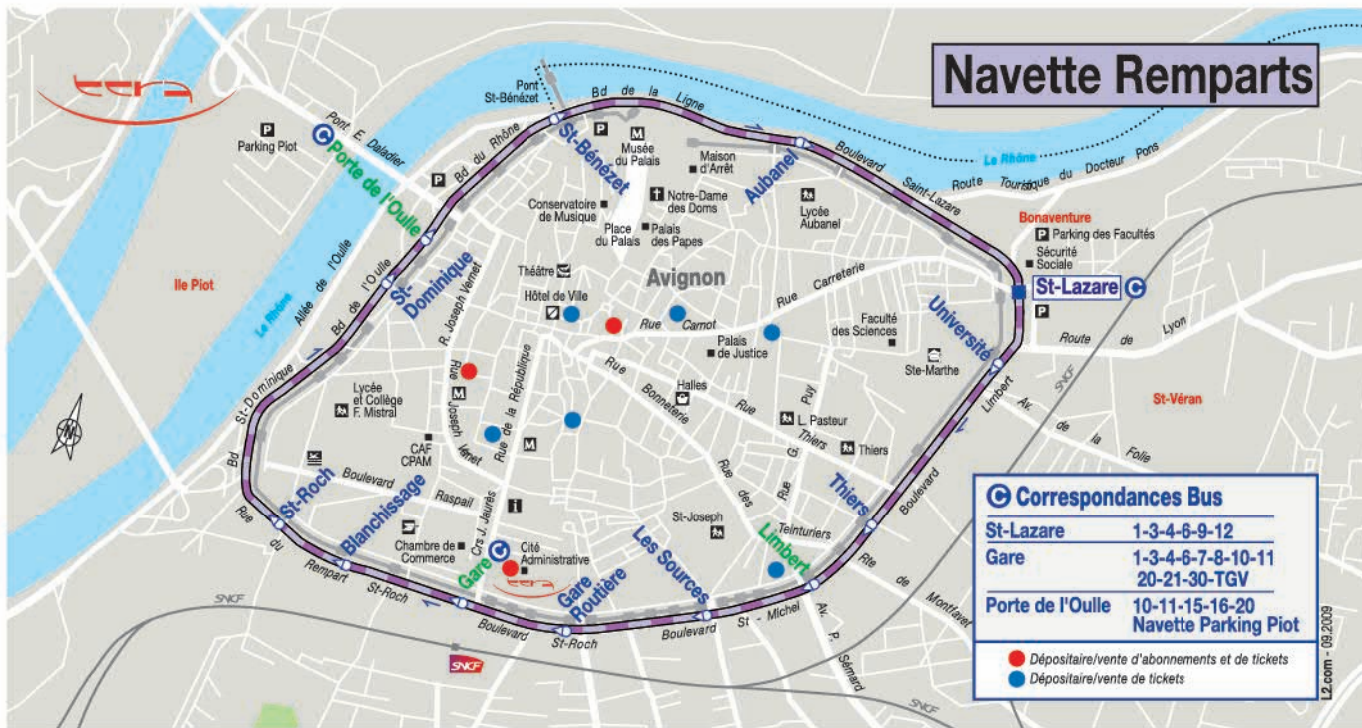 Navette Remparts
tcra
Pont
St-Bénézet
Bd de la Ligne
P
Parking Piot
C
Pont E. Daladier
Porte de l'Oulle
P
Bd du Rhône
St-Bénézet
P
M
Musée
du Palais
Maison
d'Arrêt
Aubanel
Boulevard Saint-Lazare
Le Rhône
Route Touristique du Docteur Pons
Conservatoire
de Musique
Notre-Dame
des Doms
Lycée
Aubanel
Bonaventure
P
Parking des Facultés
Place
du Palais
Palais
des Papes
Sécurité
Sociale
Ile Piot
Le Rhône
Allée de l'Oulle
Bd de l'Oulle
St-Dominique
R. Joseph Vernet
Théâtre
Hôtel de Ville
Avignon
Rue Carnot
Rue Carreterie
St-Lazare
C
P
Université
Faculté
des Sciences
Palais
de Justice
Ste-Marthe
Route de Lyon
SNCF
St-Véran
Bd St-Dominique
Lycée
et Collège
F. Mistral
Rue Joseph Vernet
M
Rue de la République
Rue Bonneterie
Halles
Rue Thiers
Rue G. Puy
L. Pasteur
Thiers
Limbert
Av. de la Folie
N
CAF
CPAM
M
St-Roch
Boulevard Raspail
Blanchissage
Chambre de
Commerce
Crs J. Jaurès
i
Rue des Teinturiers
St-Joseph
Limbert
Thiers
Boulevard
Rue du Rempart St-Roch
Gare
C
Cité
Administrative
tcra
Gare
Routière
Les Sources
Boulevard St-Roch
Boulevard St - Michel
Av. P. Sémard
Rte de Montfavet
SNCF
SNCF
SNCF
C Correspondances Bus
St-Lazare 1-3-4-6-9-12
Gare 1-3-4-6-7-8-10-11
20-21-30-TGV
Porte de l'Oulle 10-11-15-16-20
Navette Parking Piot
Dépositaire/vente d'abonnements et de tickets
Dépositaire/vente de tickets
L2.com - 09.2009